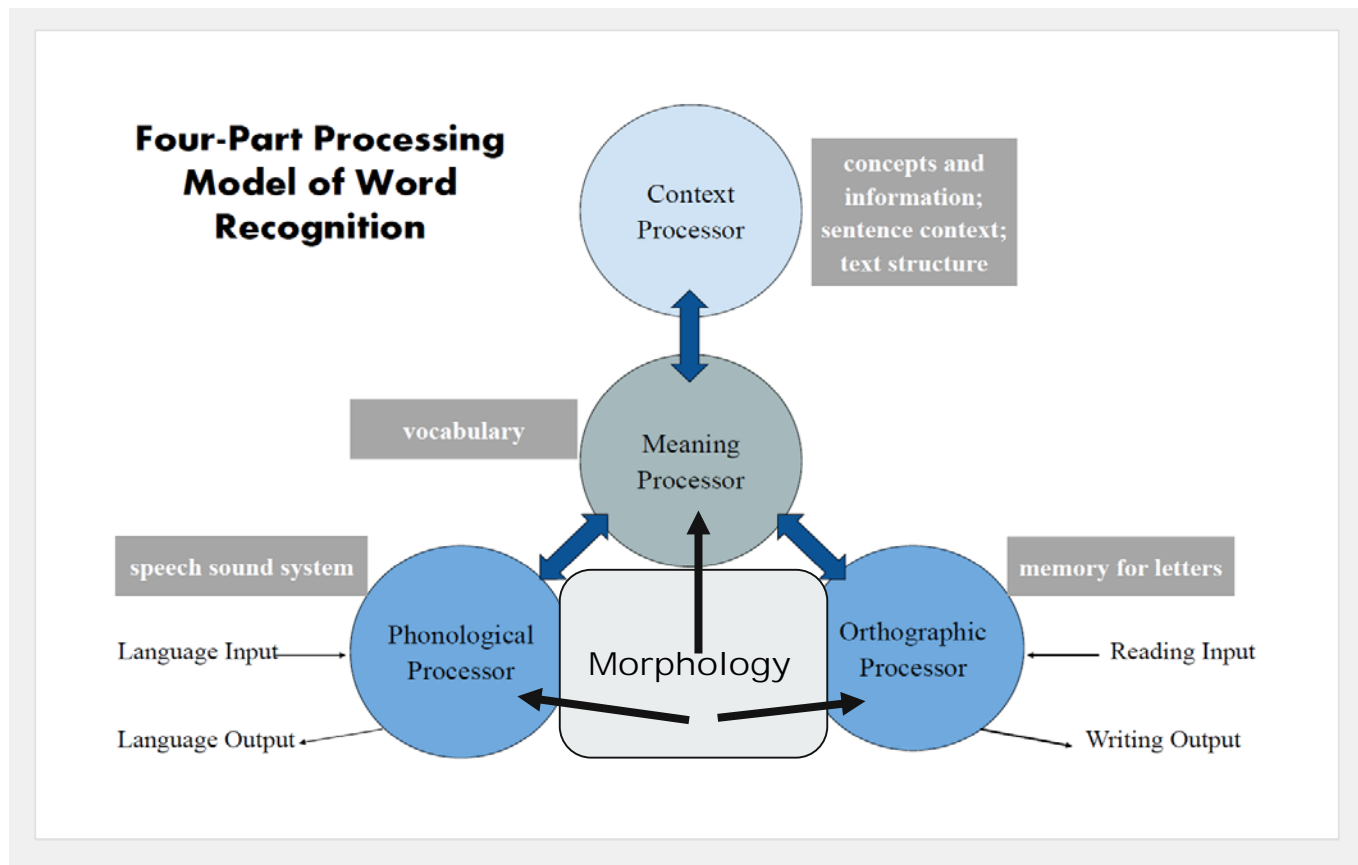 Four-Part Processing
Model of Word
Recognition
Context
Processor
concepts and
information;
sentence context;
text structure
vocabulary
Meaning
Processor
speech sound system
memory for letters
Phonological
Processor
Morphology
Orthographic
Processor
Language Input
Reading Input
Language Output
Writing Output